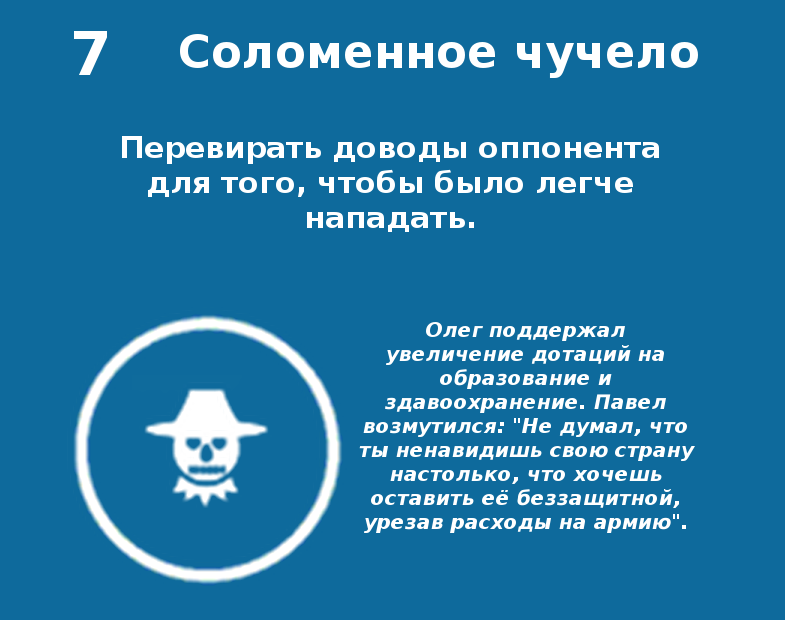 7 Соломенное чучело
Перевирать доводы оппонента
для того, чтобы было легче
нападать.
Олег поддержал
увеличение дотаций на
образование и
здавоохранение. Павел
возмутился: "Не думал, что
ты ненавидишь свою страну
настолько, что хочешь
оставить её беззащитной,
урезав расходы на армию".